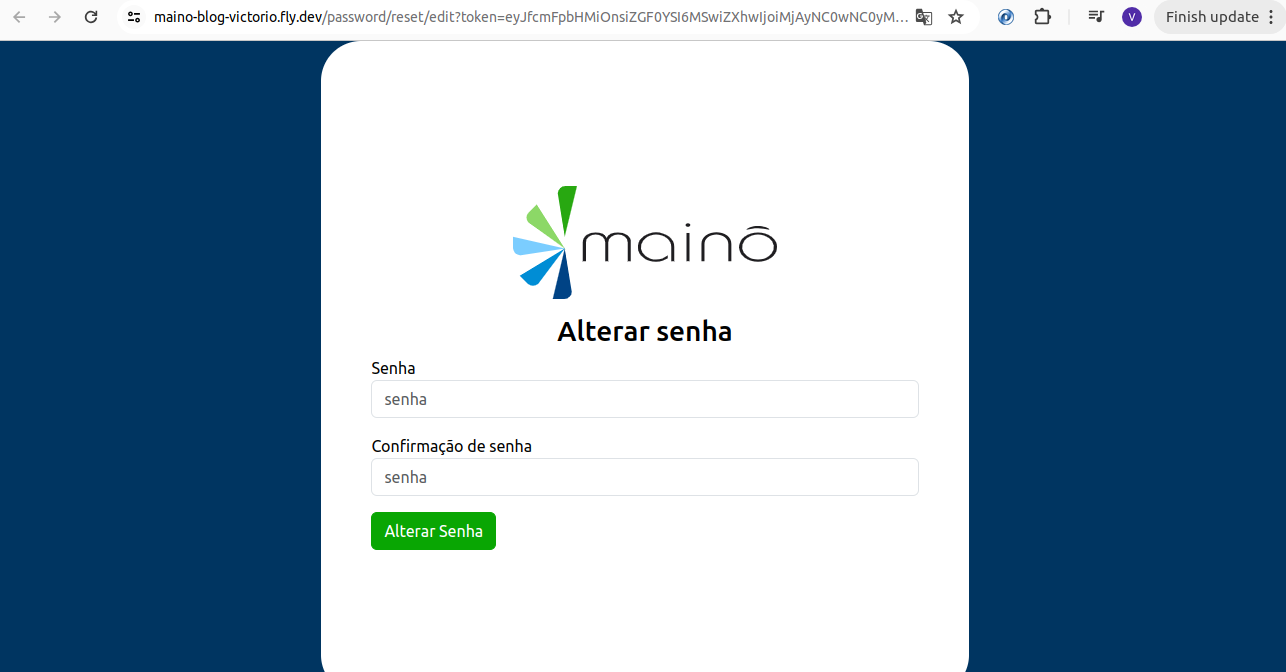 maino-blog-victorio.fly.dev/password/reset/edit?token=eyJfcmFpbHMiOnsiZGF0YSI6MSwiZXhwIjoiMjAyNC0wNC0yM…
V
Finish update
mainô
Alterar senha
Senha
senha
Confirmação de senha
senha
Alterar Senha